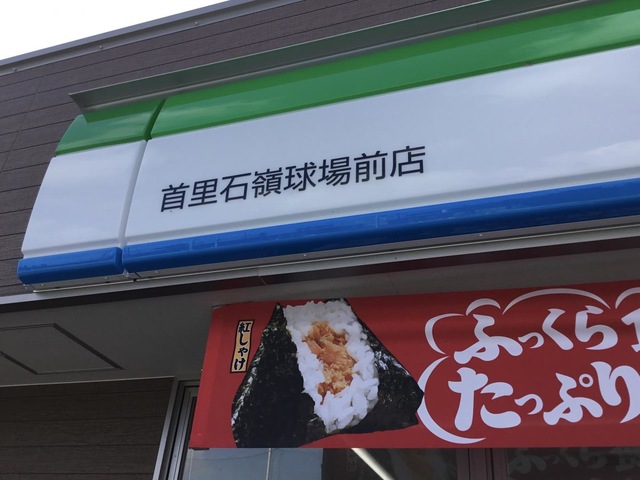 首里石嶺球場前店
紅しゃけ
ふっくら
たっぷり